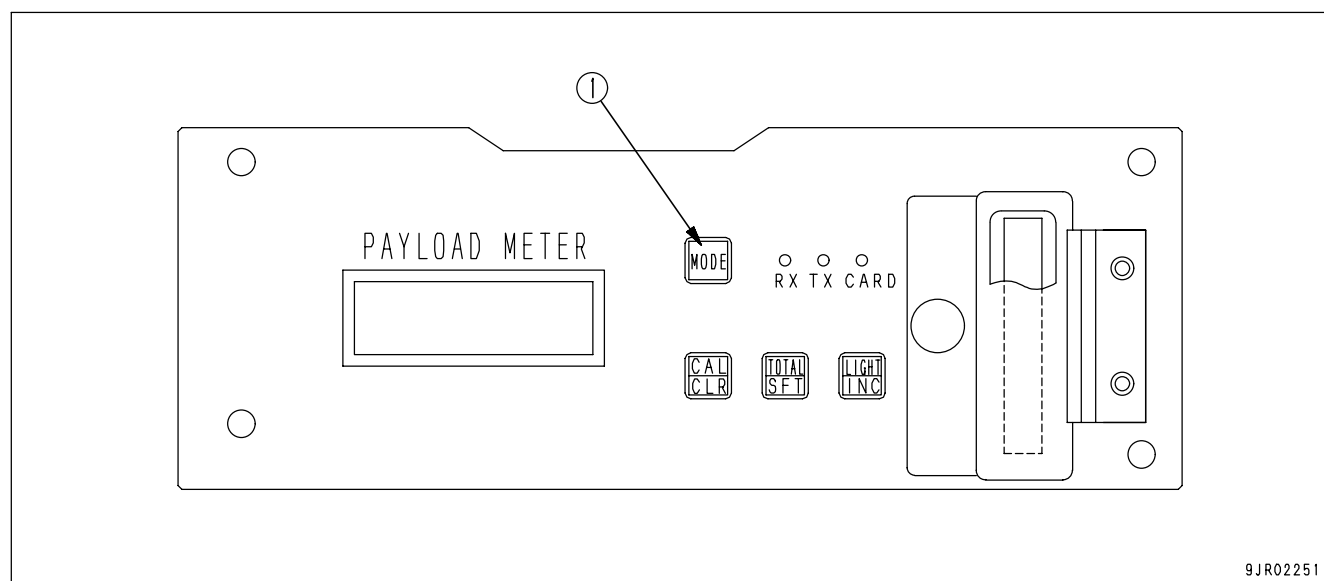 1
PAYLOAD METER
MODE
RX TX CARD
CAL
CLR
TOTAL
SFT
LIGHT
INC
9JR02251